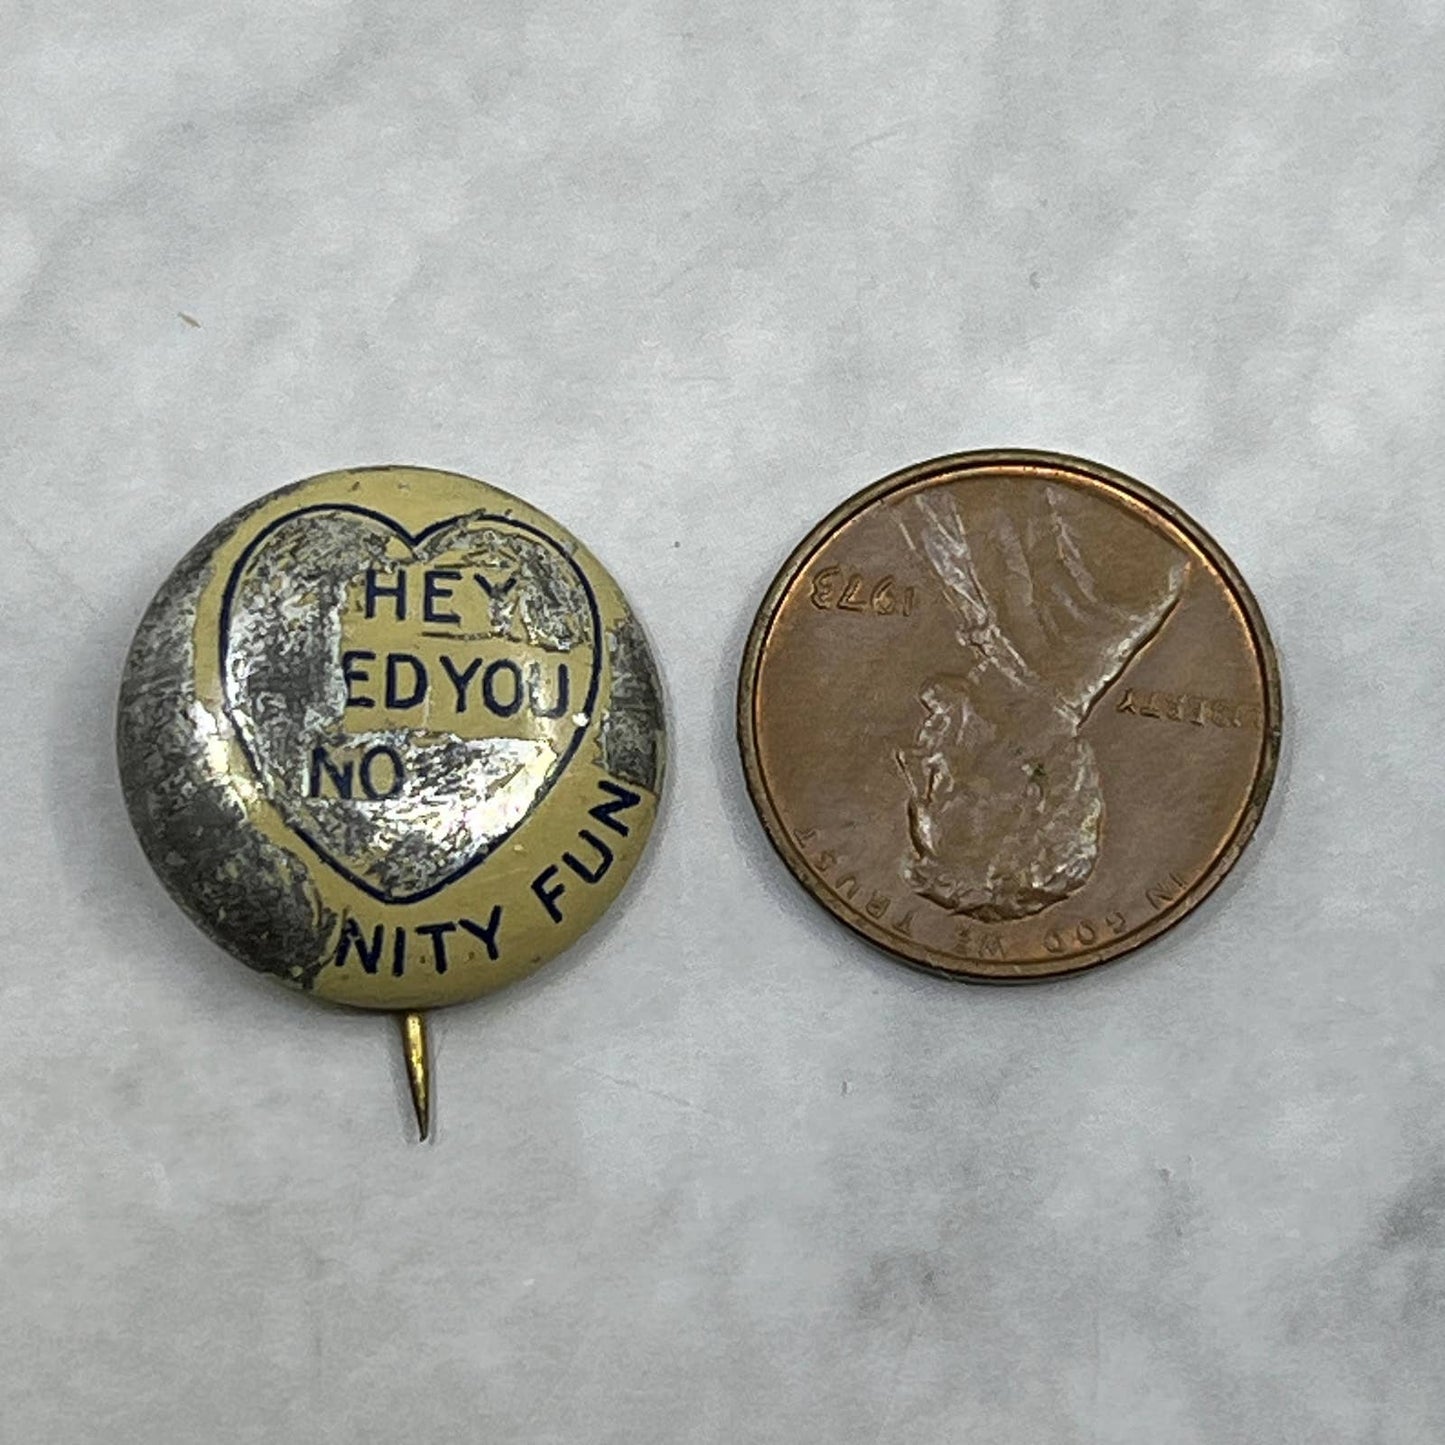 HEY
ED YOU
NO
NITY FUN
1973
LIBERTY
IN GOD WE TRUST